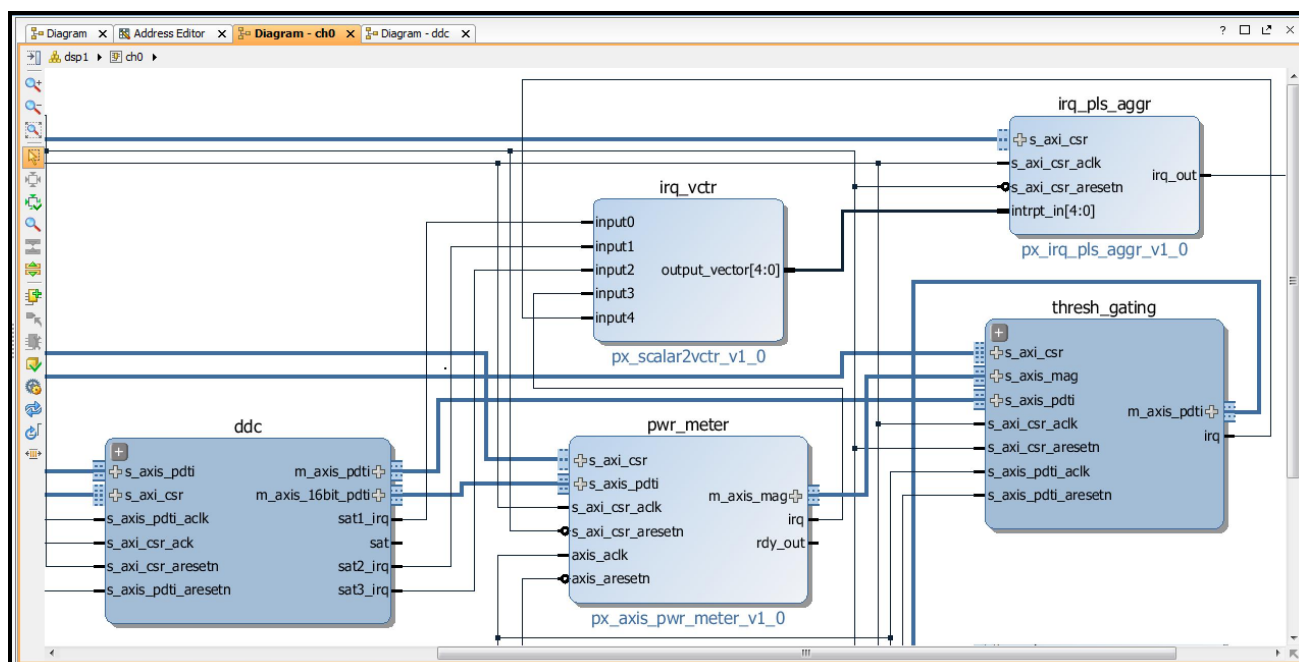 Diagram
Address Editor
Diagram - ch0
Diagram - ddc
dsp1
ch0
irq_pls_aggr
s_axi_csr
s_axi_csr_aclk
s_axi_csr_aresetn
intrpt_in[4:0]
irq_out
px_irq_pls_aggr_v1_0
irq_vctr
input0
input1
input2
input3
input4
output_vector[4:0]
px_scalar2vctr_v1_0
thresh_gating
s_axi_csr
s_axis_mag
s_axis_pdti
s_axi_csr_aclk
s_axi_csr_aresetn
s_axis_pdti_aclk
s_axis_pdti_aresetn
m_axis_pdti
irq
ddc
s_axis_pdti
s_axi_csr
s_axis_pdti_aclk
s_axi_csr_ack
s_axi_csr_aresetn
s_axis_pdti_aresetn
m_axis_pdti
m_axis_16bit_pdti
sat1_irq
sat
sat2_irq
sat3_irq
pwr_meter
s_axi_csr
s_axis_pdti
s_axi_csr_aclk
s_axi_csr_aresetn
axis_aclk
axis_aresetn
m_axis_mag
irq
rdy_out
px_axis_pwr_meter_v1_0